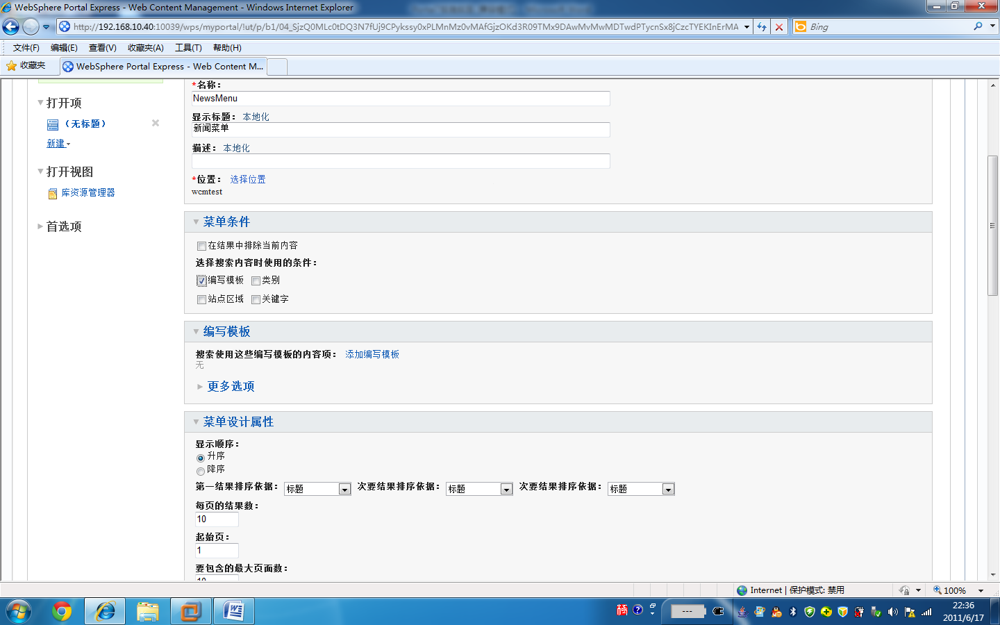 WebSphere Portal Express - Web Content Management - Windows Internet Explorer
http://192.168.10.40:10039/wps/myportal/!ut/p/b1/04_SjzQ0MLc0tDQ3N7fUj9CPykssy0xPLMnMz0vMAfGjzOKd3R09TMx9DAwMvMwMDTwdPTycnSx8jCzcTYEKInErMA
Bing
文件(F) 编辑(E) 查看(V) 收藏夹(A) 工具(T) 帮助(H)
收藏夹 WebSphere Portal Express - Web Content M...
打开项
（无标题）
新建
打开视图
库资源管理器
首选项
*名称：
NewsMenu
显示标题： 本地化
新闻菜单
描述： 本地化
*位置： 选择位置
wcmtest
菜单条件
在结果中排除当前内容
选择搜索内容时使用的条件：
编写模板 类别
站点区域 关键字
编写模板
搜索使用这些编写模板的内容项： 添加编写模板
无
更多选项
菜单设计属性
显示顺序：
升序
降序
第一结果排序依据： 标题 次要结果排序依据： 标题 次要结果排序依据： 标题
每页的结果数：
10
起始页：
1
要包含的最大页面数：
10
Internet | 保护模式: 禁用
100%
---
22:36
2011/6/17